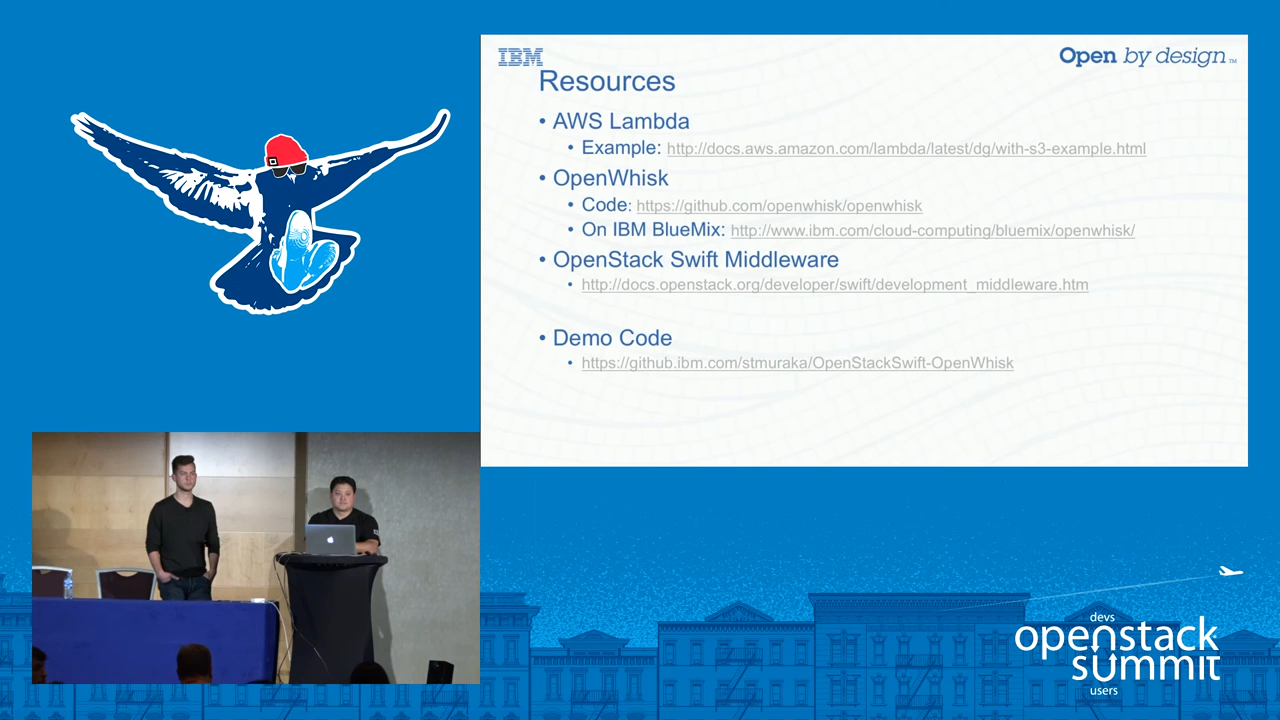 IBM
Open by design™
Resources
• AWS Lambda
• Example: http://docs.aws.amazon.com/lambda/latest/dg/with-s3-example.html
• OpenWhisk
• Code: https://github.com/openwhisk/openwhisk
• On IBM BlueMix: http://www.ibm.com/cloud-computing/bluemix/openwhisk/
• OpenStack Swift Middleware
• http://docs.openstack.org/developer/swift/development_middleware.htm
• Demo Code
• https://github.ibm.com/stmuraka/OpenStackSwift-OpenWhisk
devs
openstack
summit
users